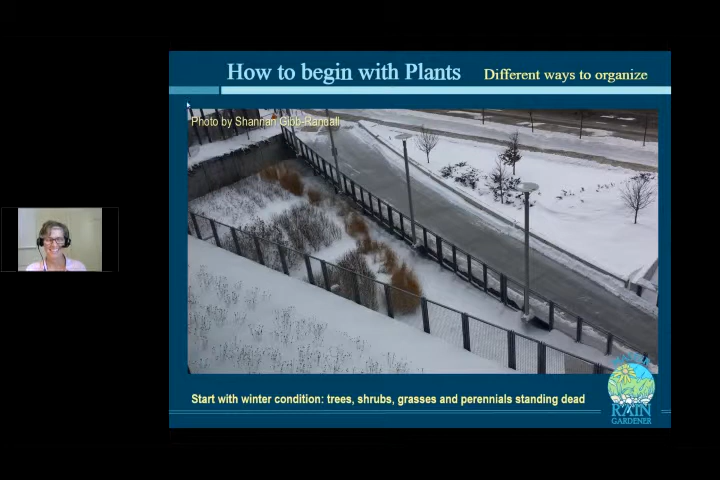 How to begin with Plants Different ways to organize
Photo by Shannan Gibb-Randall
Start with winter condition: trees, shrubs, grasses and perennials standing dead
MASTER
RAIN
GARDENER